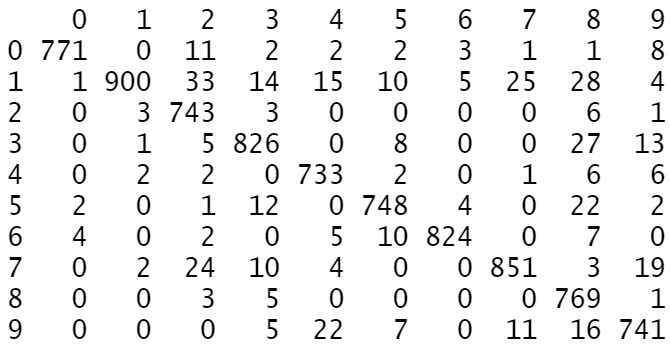 0 1 2 3 4 5 6 7 8 9
0 771 0 11 2 2 2 3 1 1 8
1 1 900 33 14 15 10 5 25 28 4
2 0 3 743 3 0 0 0 0 6 1
3 0 1 5 826 0 8 0 0 27 13
4 0 2 2 0 733 2 0 1 6 6
5 2 0 1 12 0 748 4 0 22 2
6 4 0 2 0 5 10 824 0 7 0
7 0 2 24 10 4 0 0 851 3 19
8 0 0 3 5 0 0 0 0 769 1
9 0 0 0 5 22 7 0 11 16 741